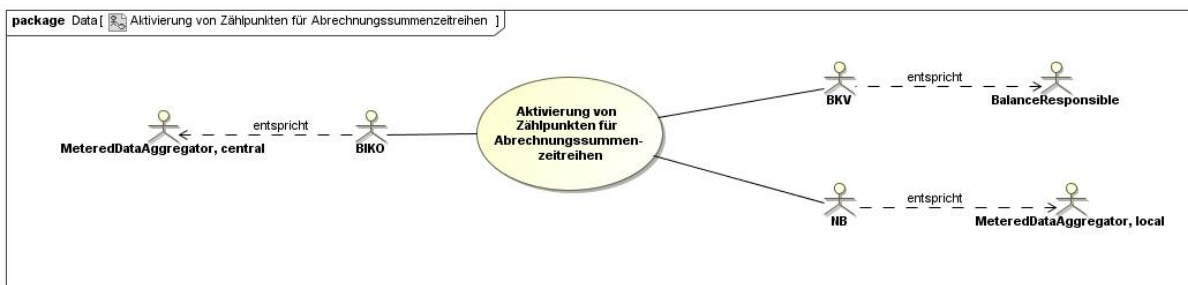 package Data [ Aktivierung von Zählpunkten für Abrechnungssummenzeitreihen ]
entspricht
MeteredDataAggregator, central
BIKO
Aktivierung von
Zählpunkten für
Abrechnungssummen-
zeitreihen
entspricht
BKV
BalanceResponsible
entspricht
NB
MeteredDataAggregator, local